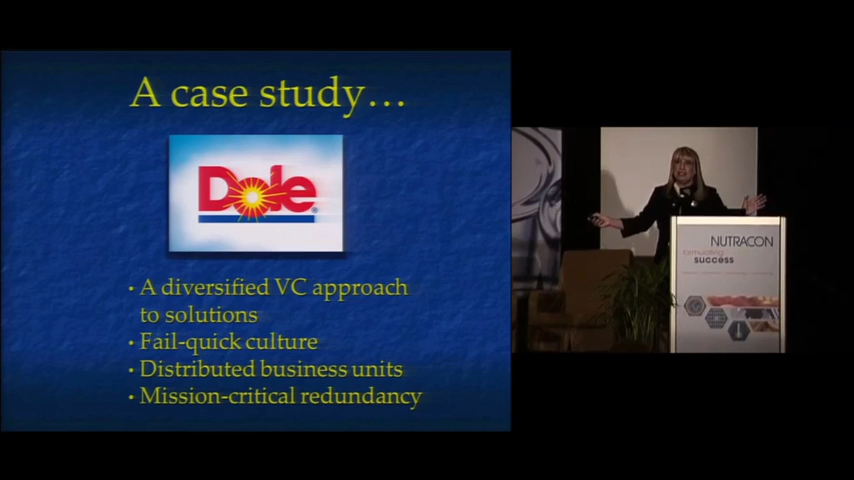 A case study...
Dole
• A diversified VC approach
to solutions
• Fail-quick culture
• Distributed business units
• Mission-critical redundancy
NUTRACON
formulating
success